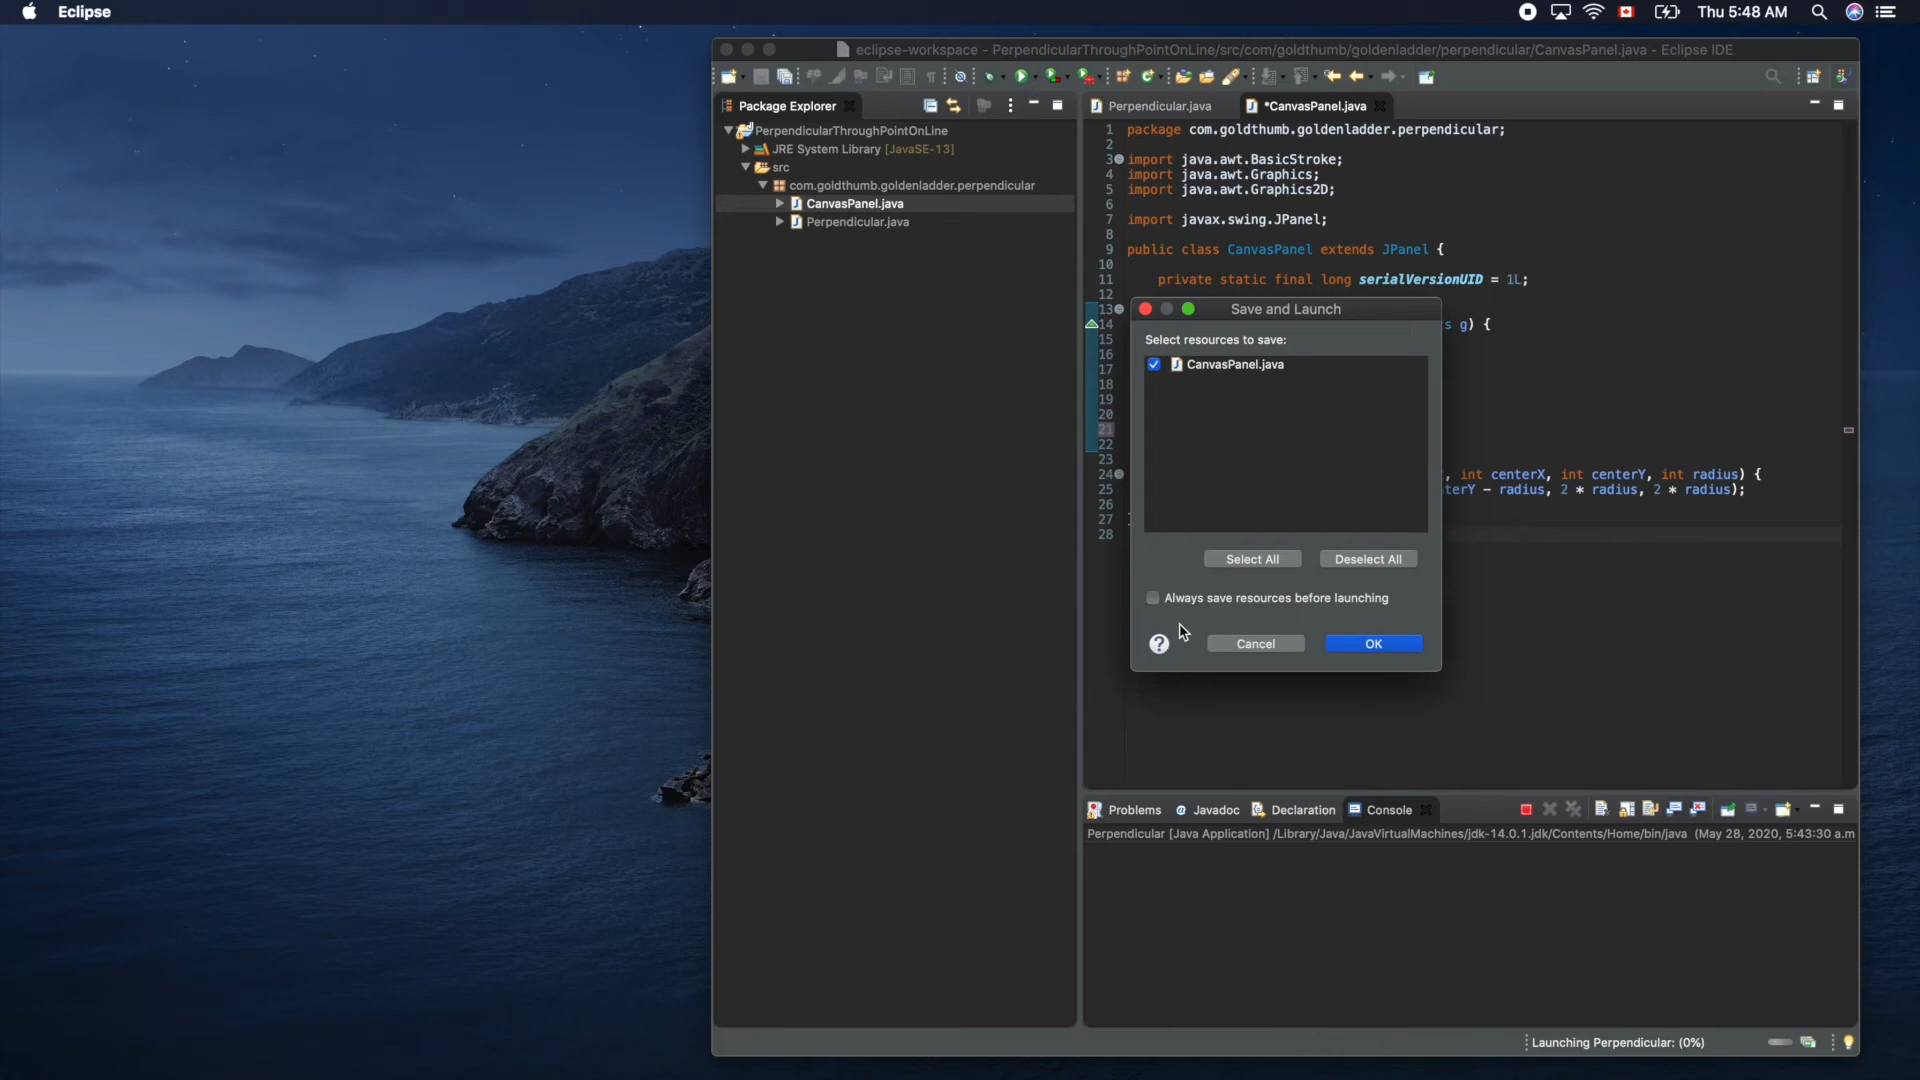 Eclipse
Thu 5:48 AM
eclipse-workspace - PerpendicularThroughPointOnLine/src/com/goldthumb/goldenladder/perpendicular/CanvasPanel.java - Eclipse IDE
Package Explorer
PerpendicularThroughPointOnLine
JRE System Library [JavaSE-13]
src
com.goldthumb.goldenladder.perpendicular
CanvasPanel.java
Perpendicular.java
Perpendicular.java
*CanvasPanel.java
1 package com.goldthumb.goldenladder.perpendicular;
2
3 import java.awt.BasicStroke;
4 import java.awt.Graphics;
5 import java.awt.Graphics2D;
6
7 import javax.swing.JPanel;
8
9 public class CanvasPanel extends JPanel {
10
11 private static final long serialVersionUID = 1L;
12
13
14 s g) {
15
16
17
18
19
20
21
22
23
24 , int centerX, int centerY, int radius) {
25 terY - radius, 2 * radius, 2 * radius);
26
27
28
Save and Launch
Select resources to save:
CanvasPanel.java
Select All
Deselect All
Always save resources before launching
?
Cancel
OK
Problems
@ Javadoc
Declaration
Console
Perpendicular [Java Application] /Library/Java/JavaVirtualMachines/jdk-14.0.1.jdk/Contents/Home/bin/java (May 28, 2020, 5:43:30 a.m
Launching Perpendicular: (0%)